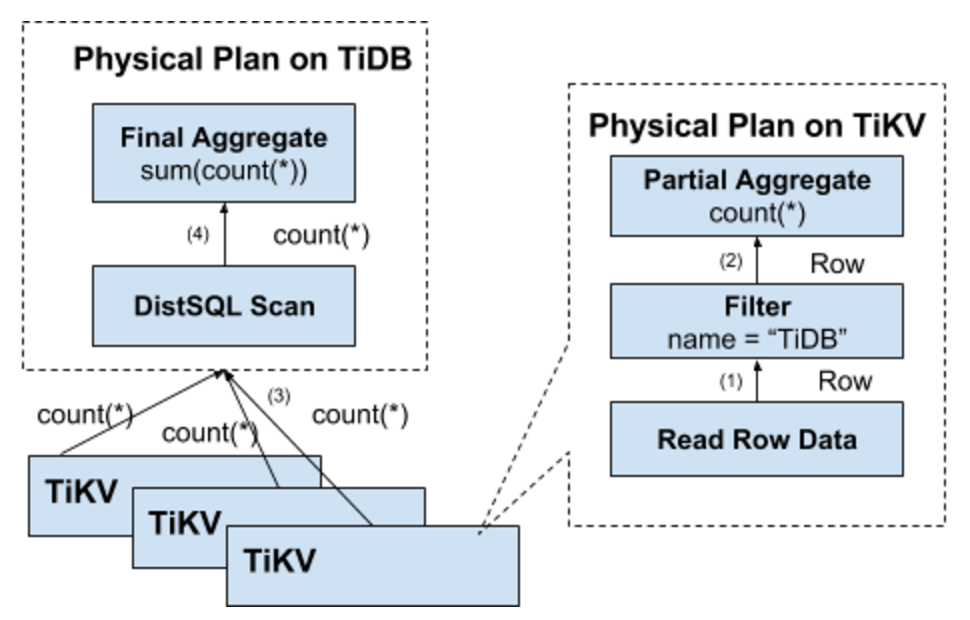 Physical Plan on TiDB
Final Aggregate
sum(count(*))
(4)
count(*)
DistSQL Scan
(3)
count(*)
count(*)
count(*)
TiKV
TiKV
TiKV
Physical Plan on TiKV
Partial Aggregate
count(*)
(2)
Row
Filter
name = “TiDB”
(1)
Row
Read Row Data